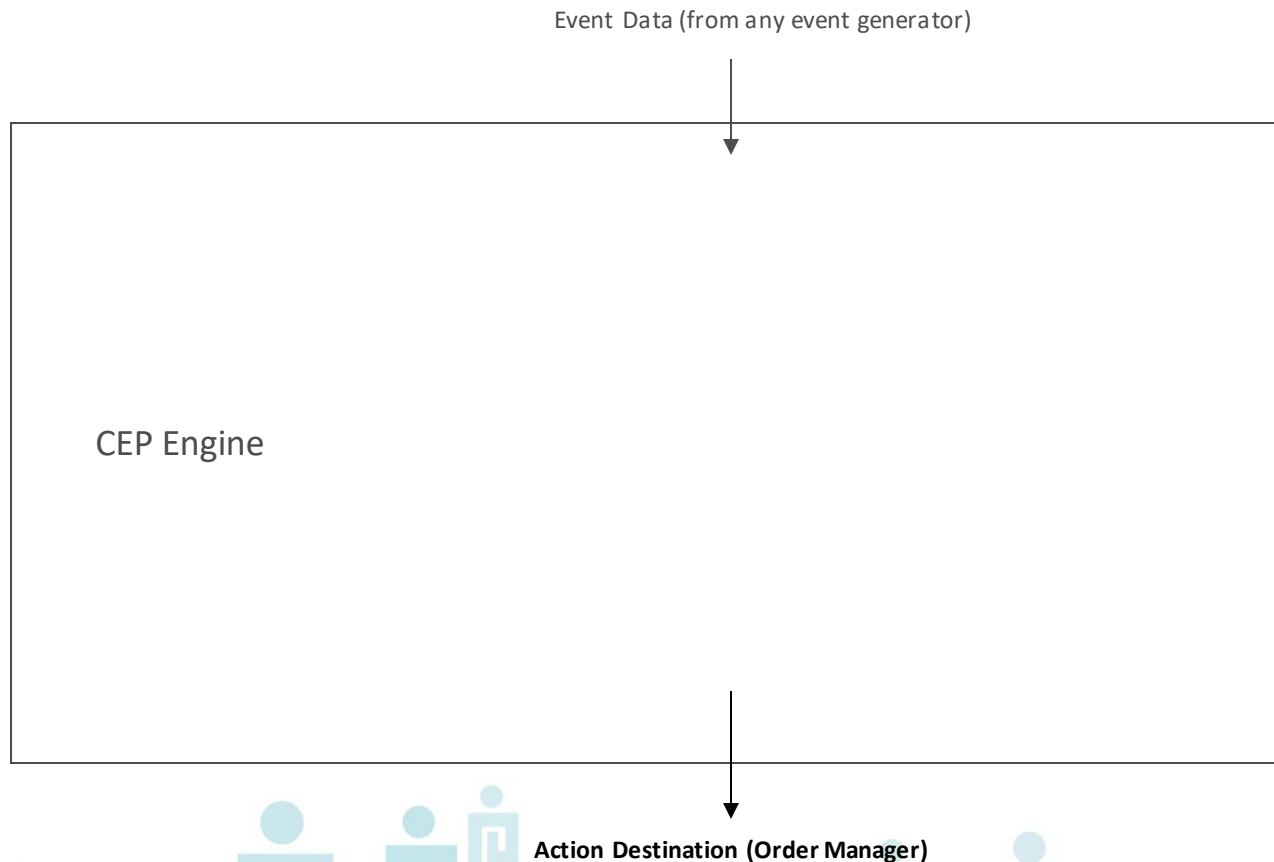 Event Data (from any event generator)
CEP Engine
Action Destination (Order Manager)